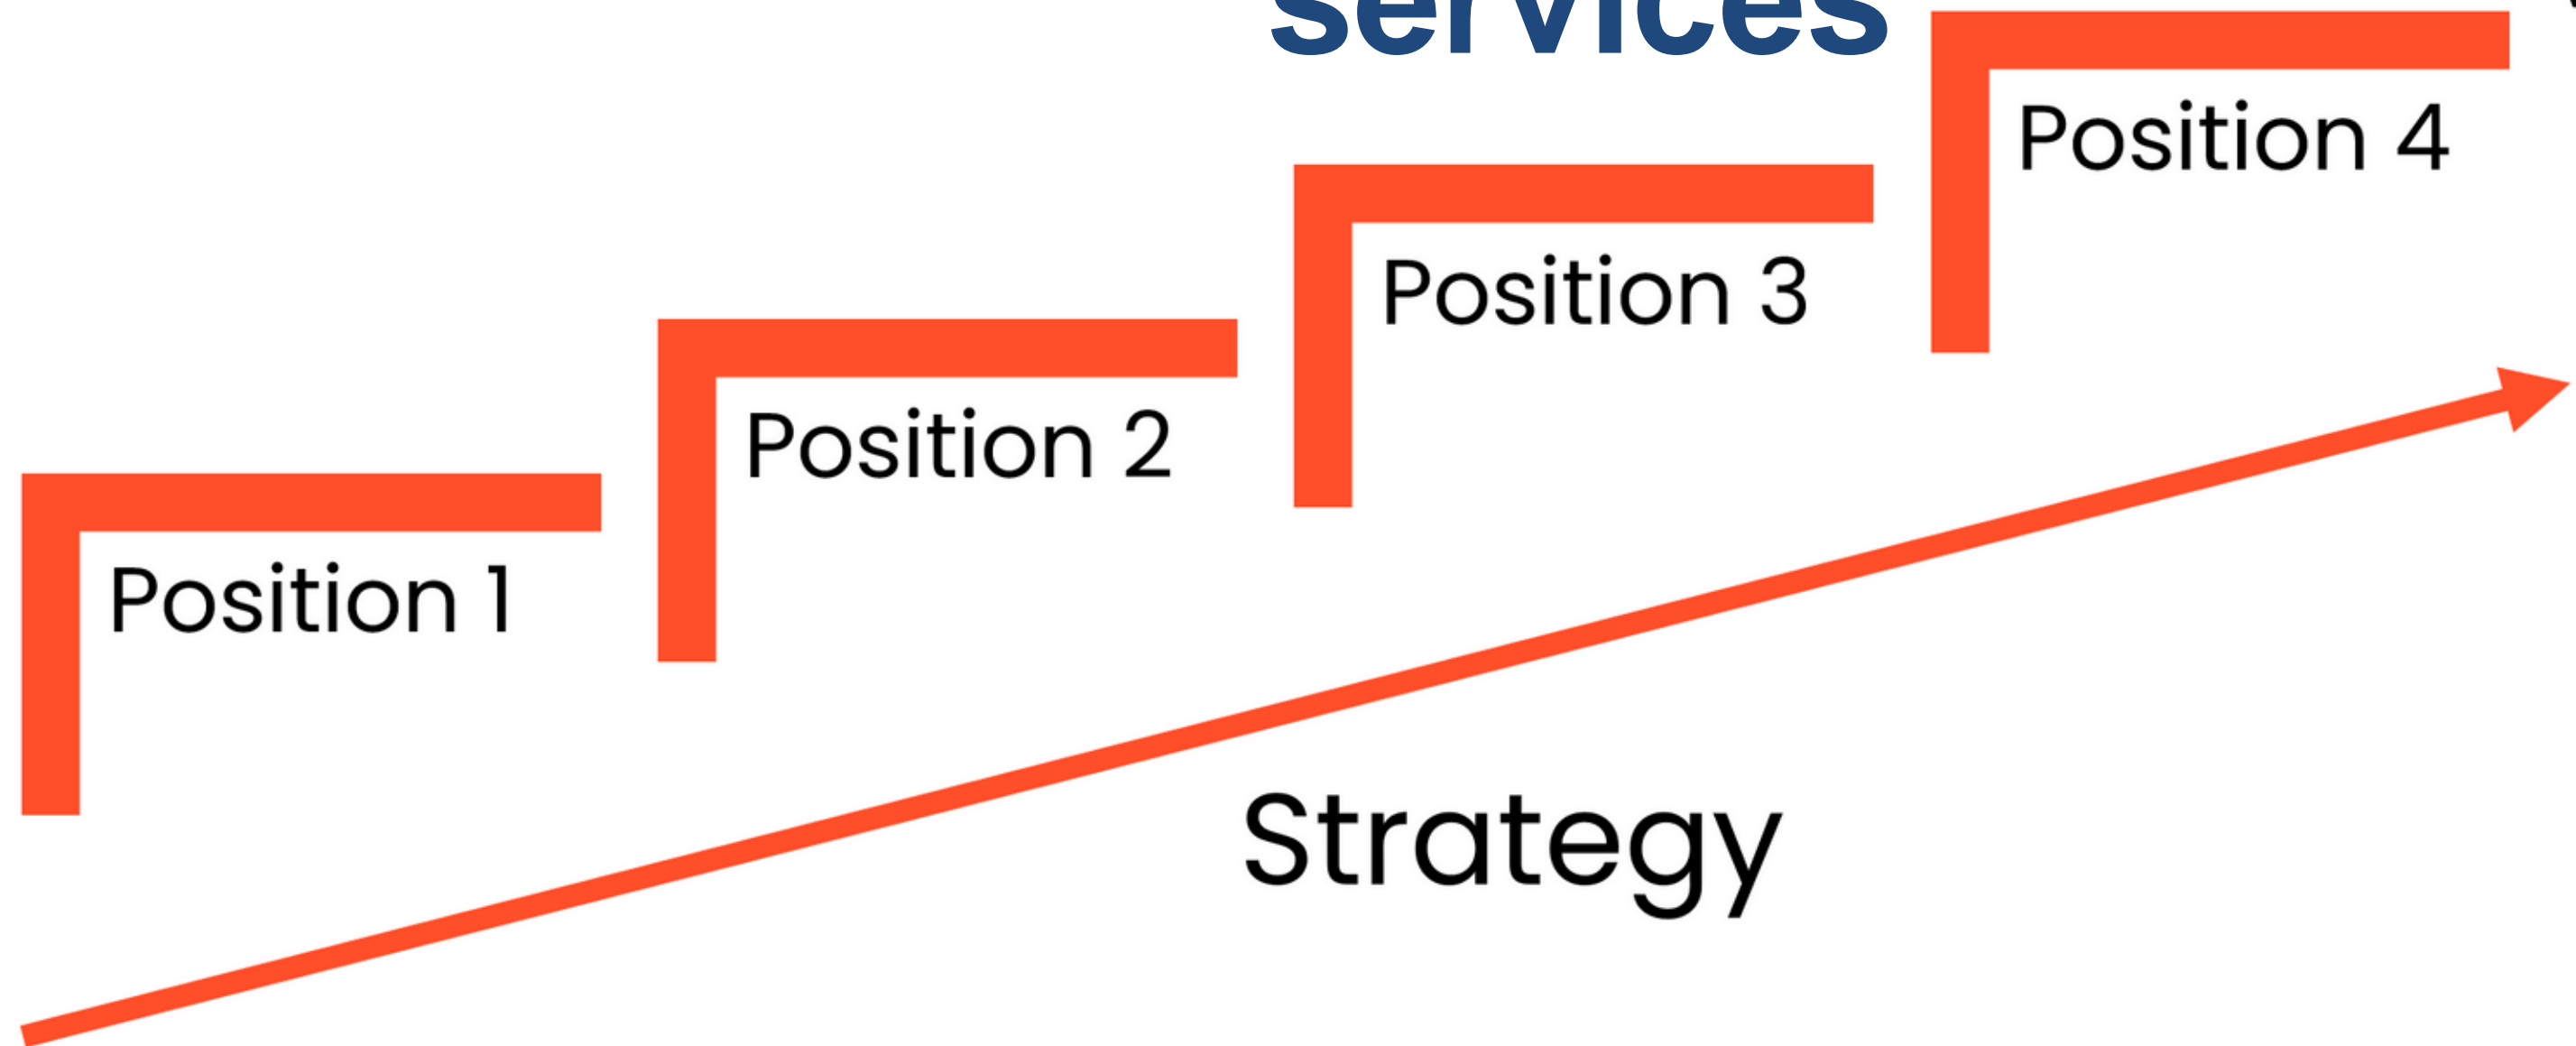 services
Position 4
Position 3
Position 2
Position 1
Strategy